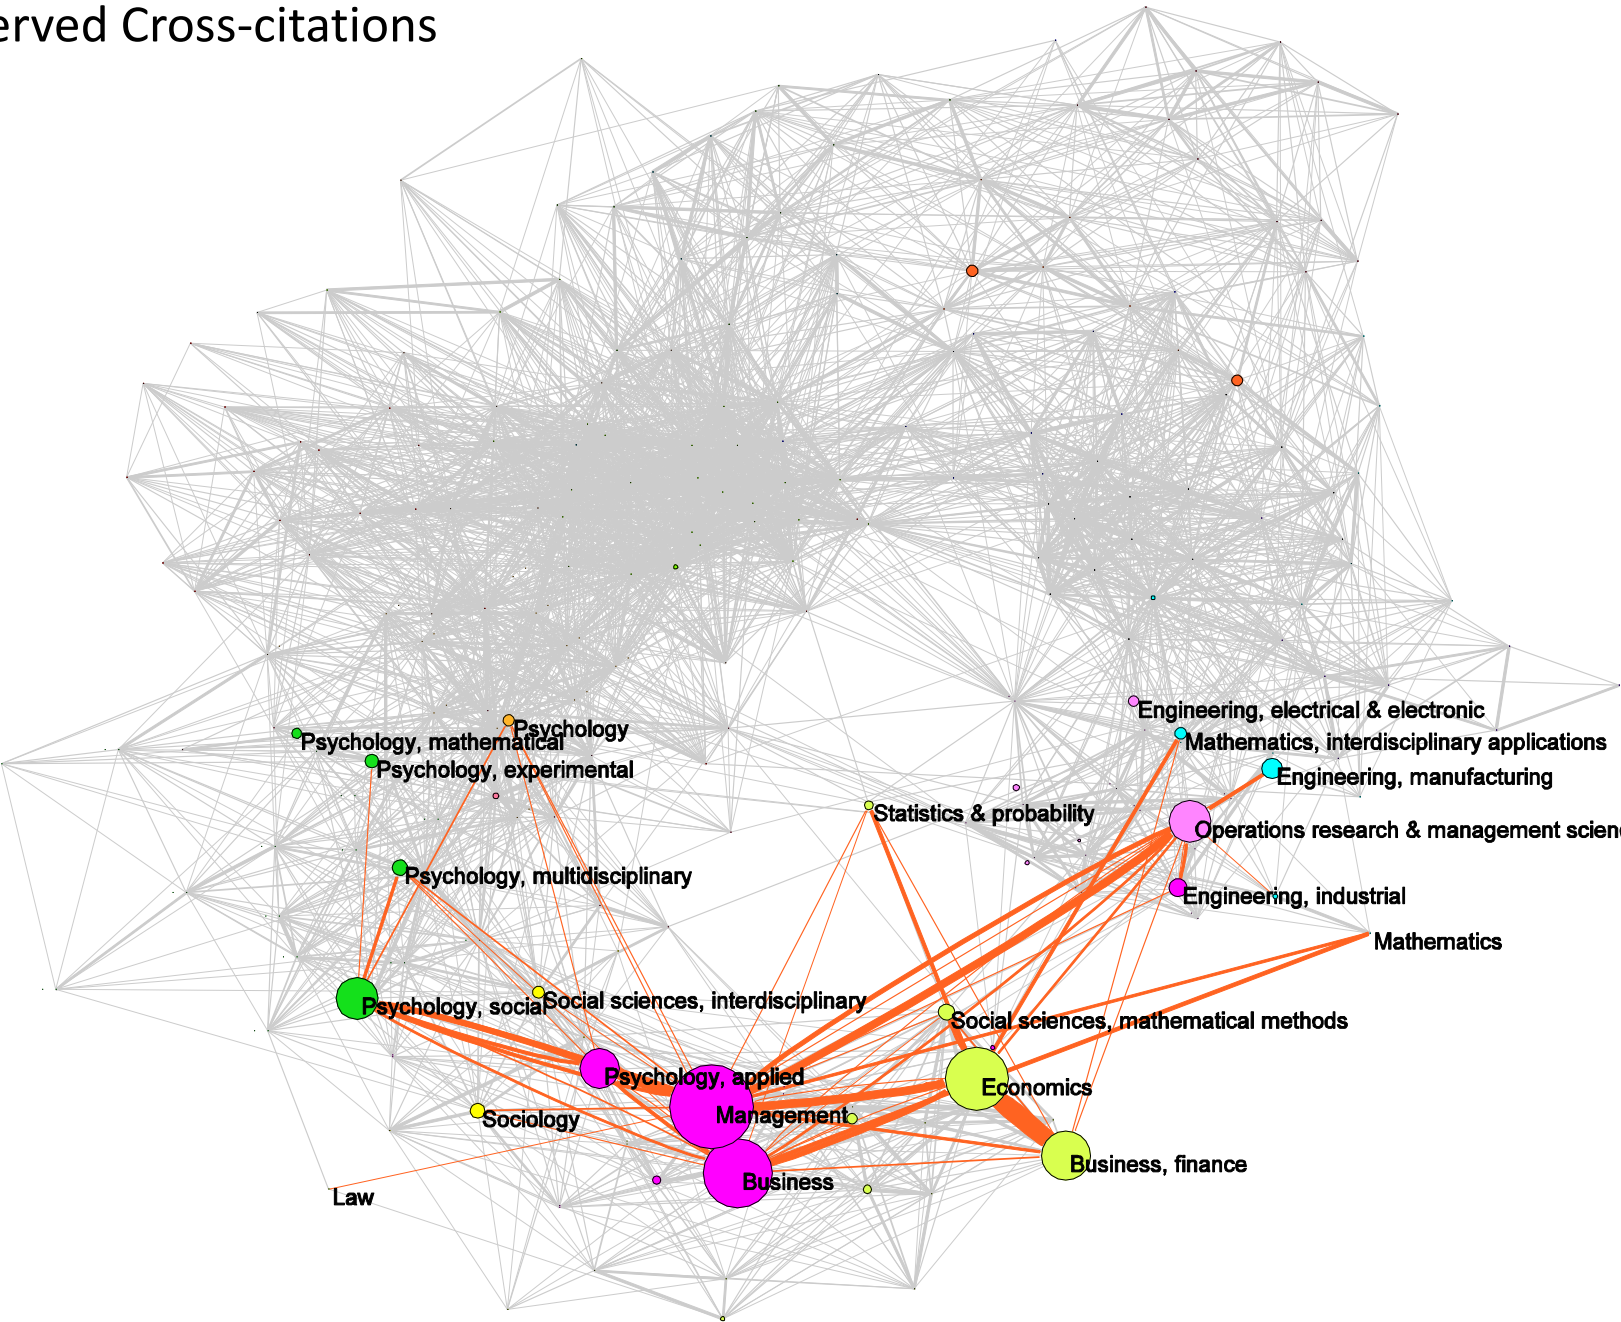 erved Cross-citations
Engineering, electrical & electronic
Psychology
Psychology, mathematical
Mathematics, interdisciplinary applications
Psychology, experimental
Engineering, manufacturing
Statistics & probability
Operations research & management scien
Psychology, multidisciplinary
Engineering, industrial
Mathematics
Social sciences, interdisciplinary
Psychology, social
Social sciences, mathematical methods
Psychology, applied
Economics
Management
Sociology
Business, finance
Business
Law